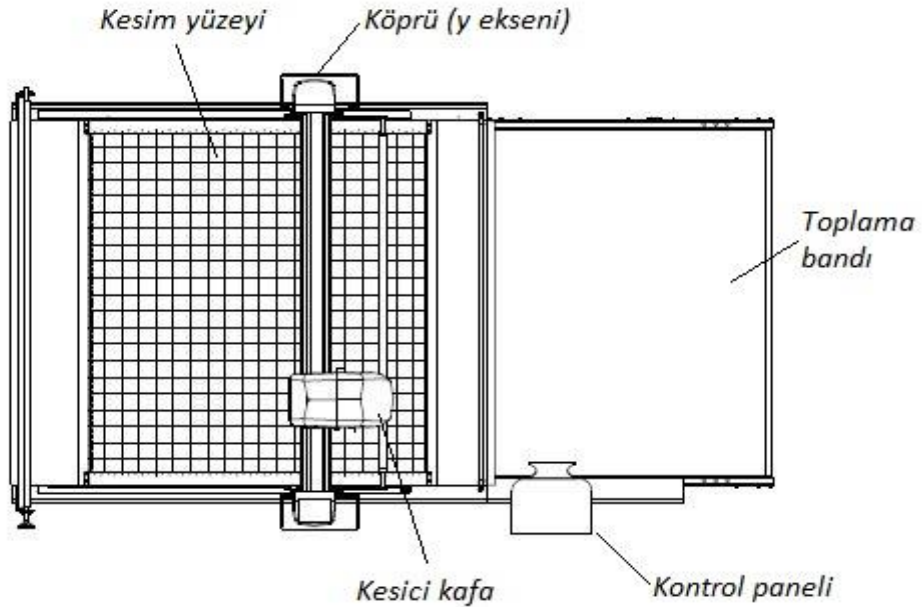 Kesim yüzeyi
Köprü (y ekseni)
Toplama
bandı
Kesici kafa
Kontrol paneli